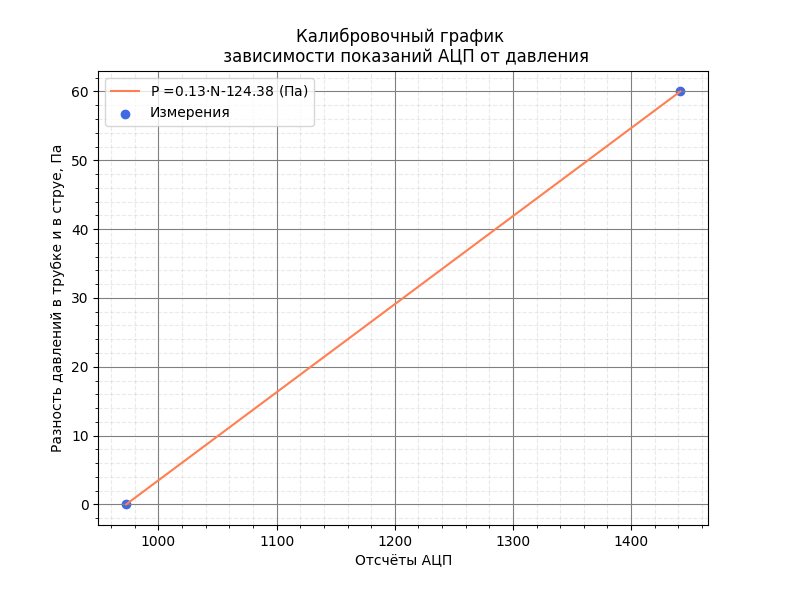 Калибровочный график
зависимости показаний АЦП от давления
P =0.13·N-124.38 (Па)
Измерения
Разность давлений в трубке и в струе, Па
60
50
40
30
20
10
0
1000 1100 1200 1300 1400
Отсчёты АЦП